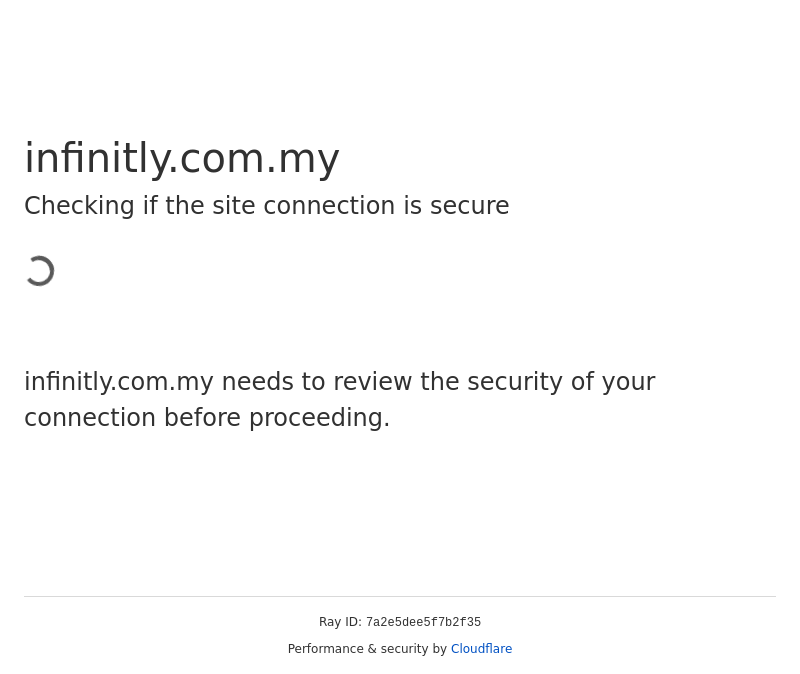 infinitly.com.my
Checking if the site connection is secure
infinitly.com.my needs to review the security of your
connection before proceeding.
Ray ID: 7a2e5dee5f7b2f35
Performance & security by Cloudflare